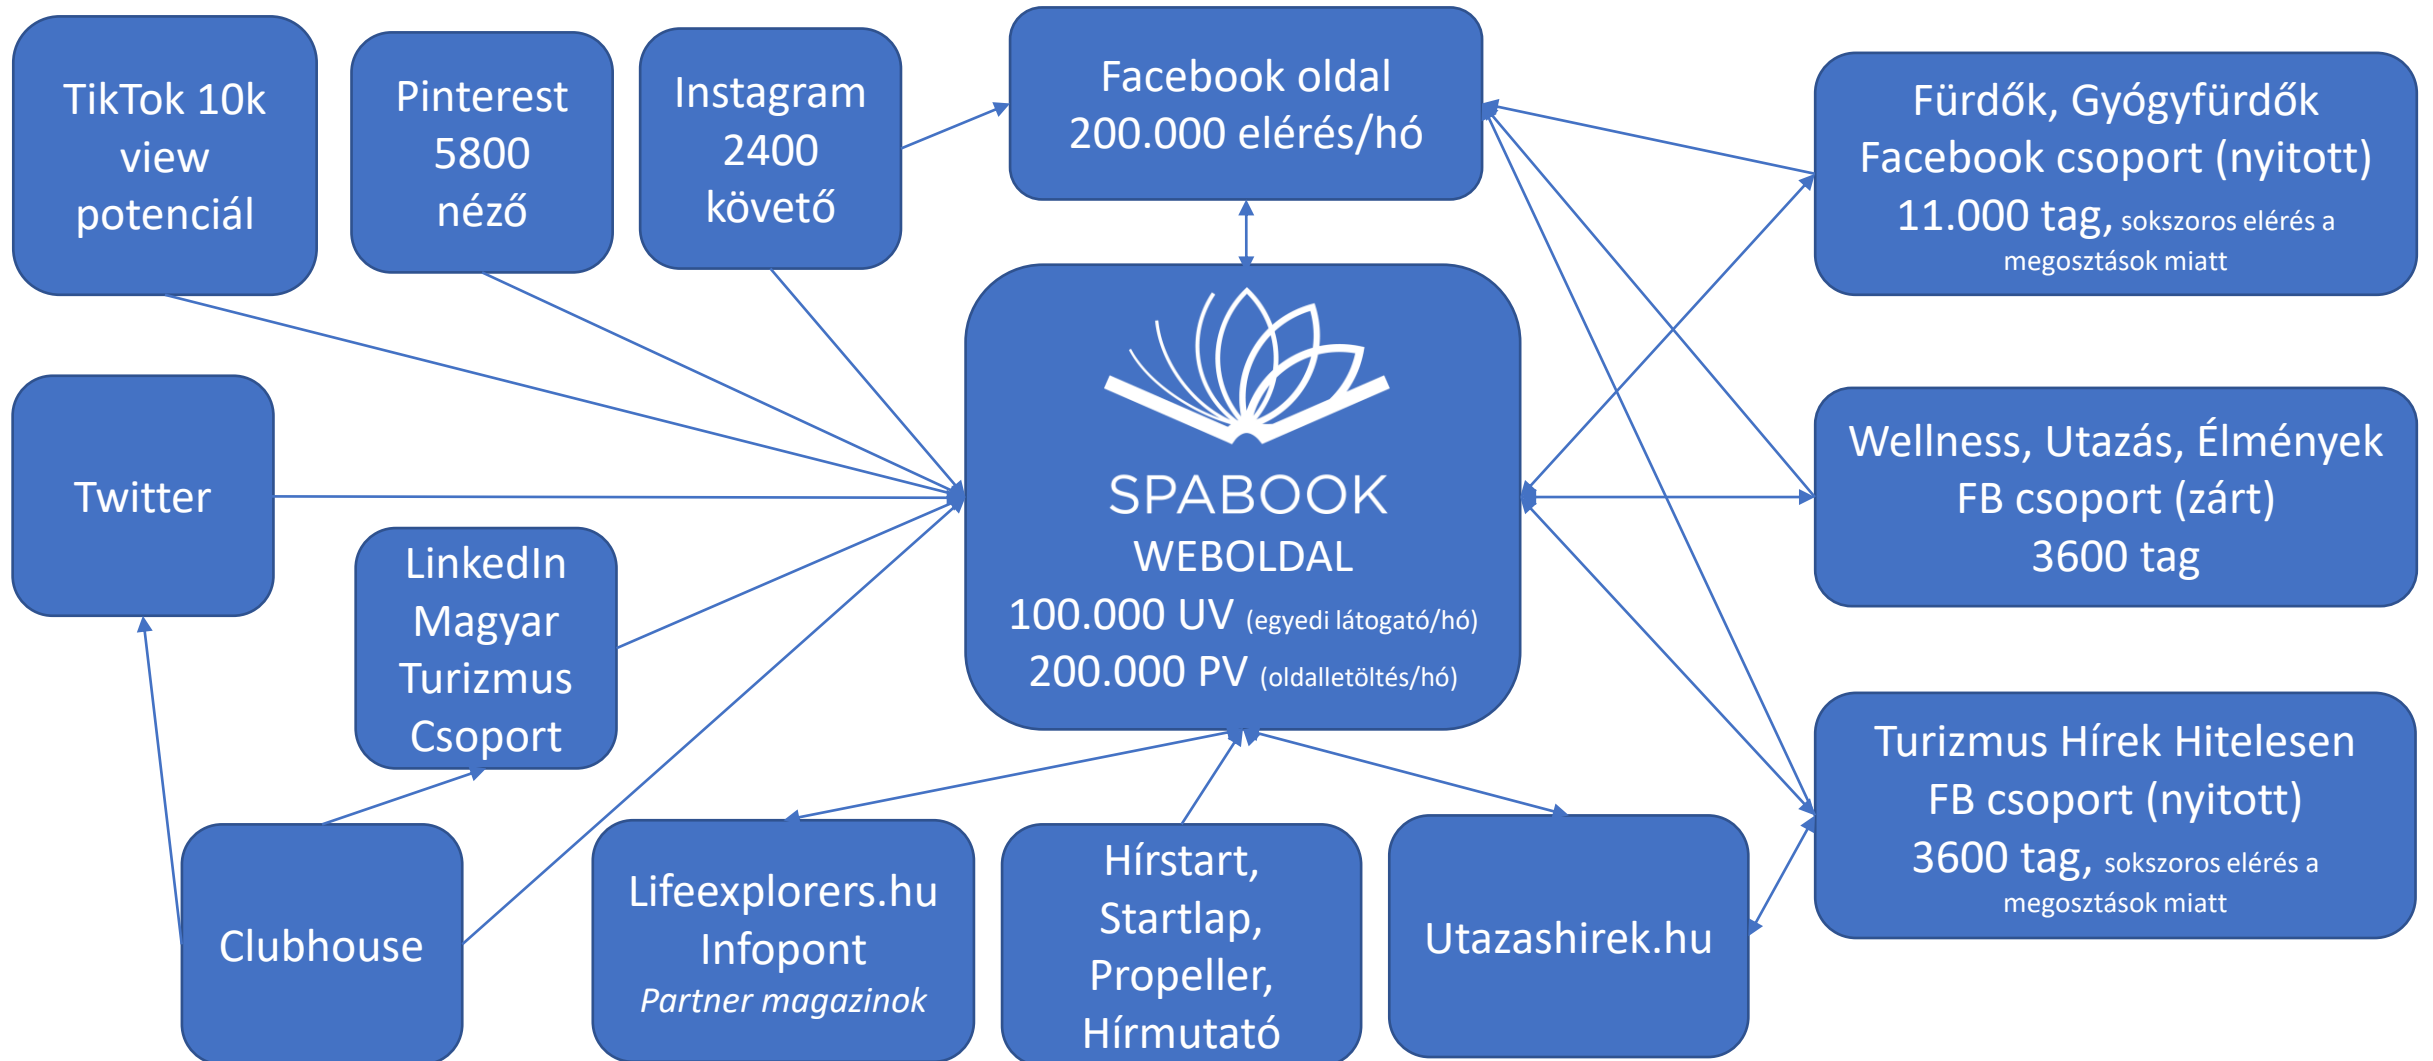 TikTok 10k
view
potenciál
Pinterest
5800
néző
Instagram
2400
követő
Facebook oldal
200.000 elérés/hó
Fürdők, Gyógyfürdők
Facebook csoport (nyitott)
11.000 tag, sokszoros elérés a
megosztások miatt
Twitter
LinkedIn
Magyar
Turizmus
Csoport
SPABOOK
WEBOLDAL
100.000 UV (egyedi látogató/hó)
200.000 PV (oldalletöltés/hó)
Wellness, Utazás, Élmények
FB csoport (zárt)
3600 tag
Turizmus Hírek Hitelesen
FB csoport (nyitott)
3600 tag, sokszoros elérés a
megosztások miatt
Clubhouse
Lifeexplorers.hu
Infopont
Partner magazinok
Hírstart,
Startlap,
Propeller,
Hírmutató
Utazashirek.hu